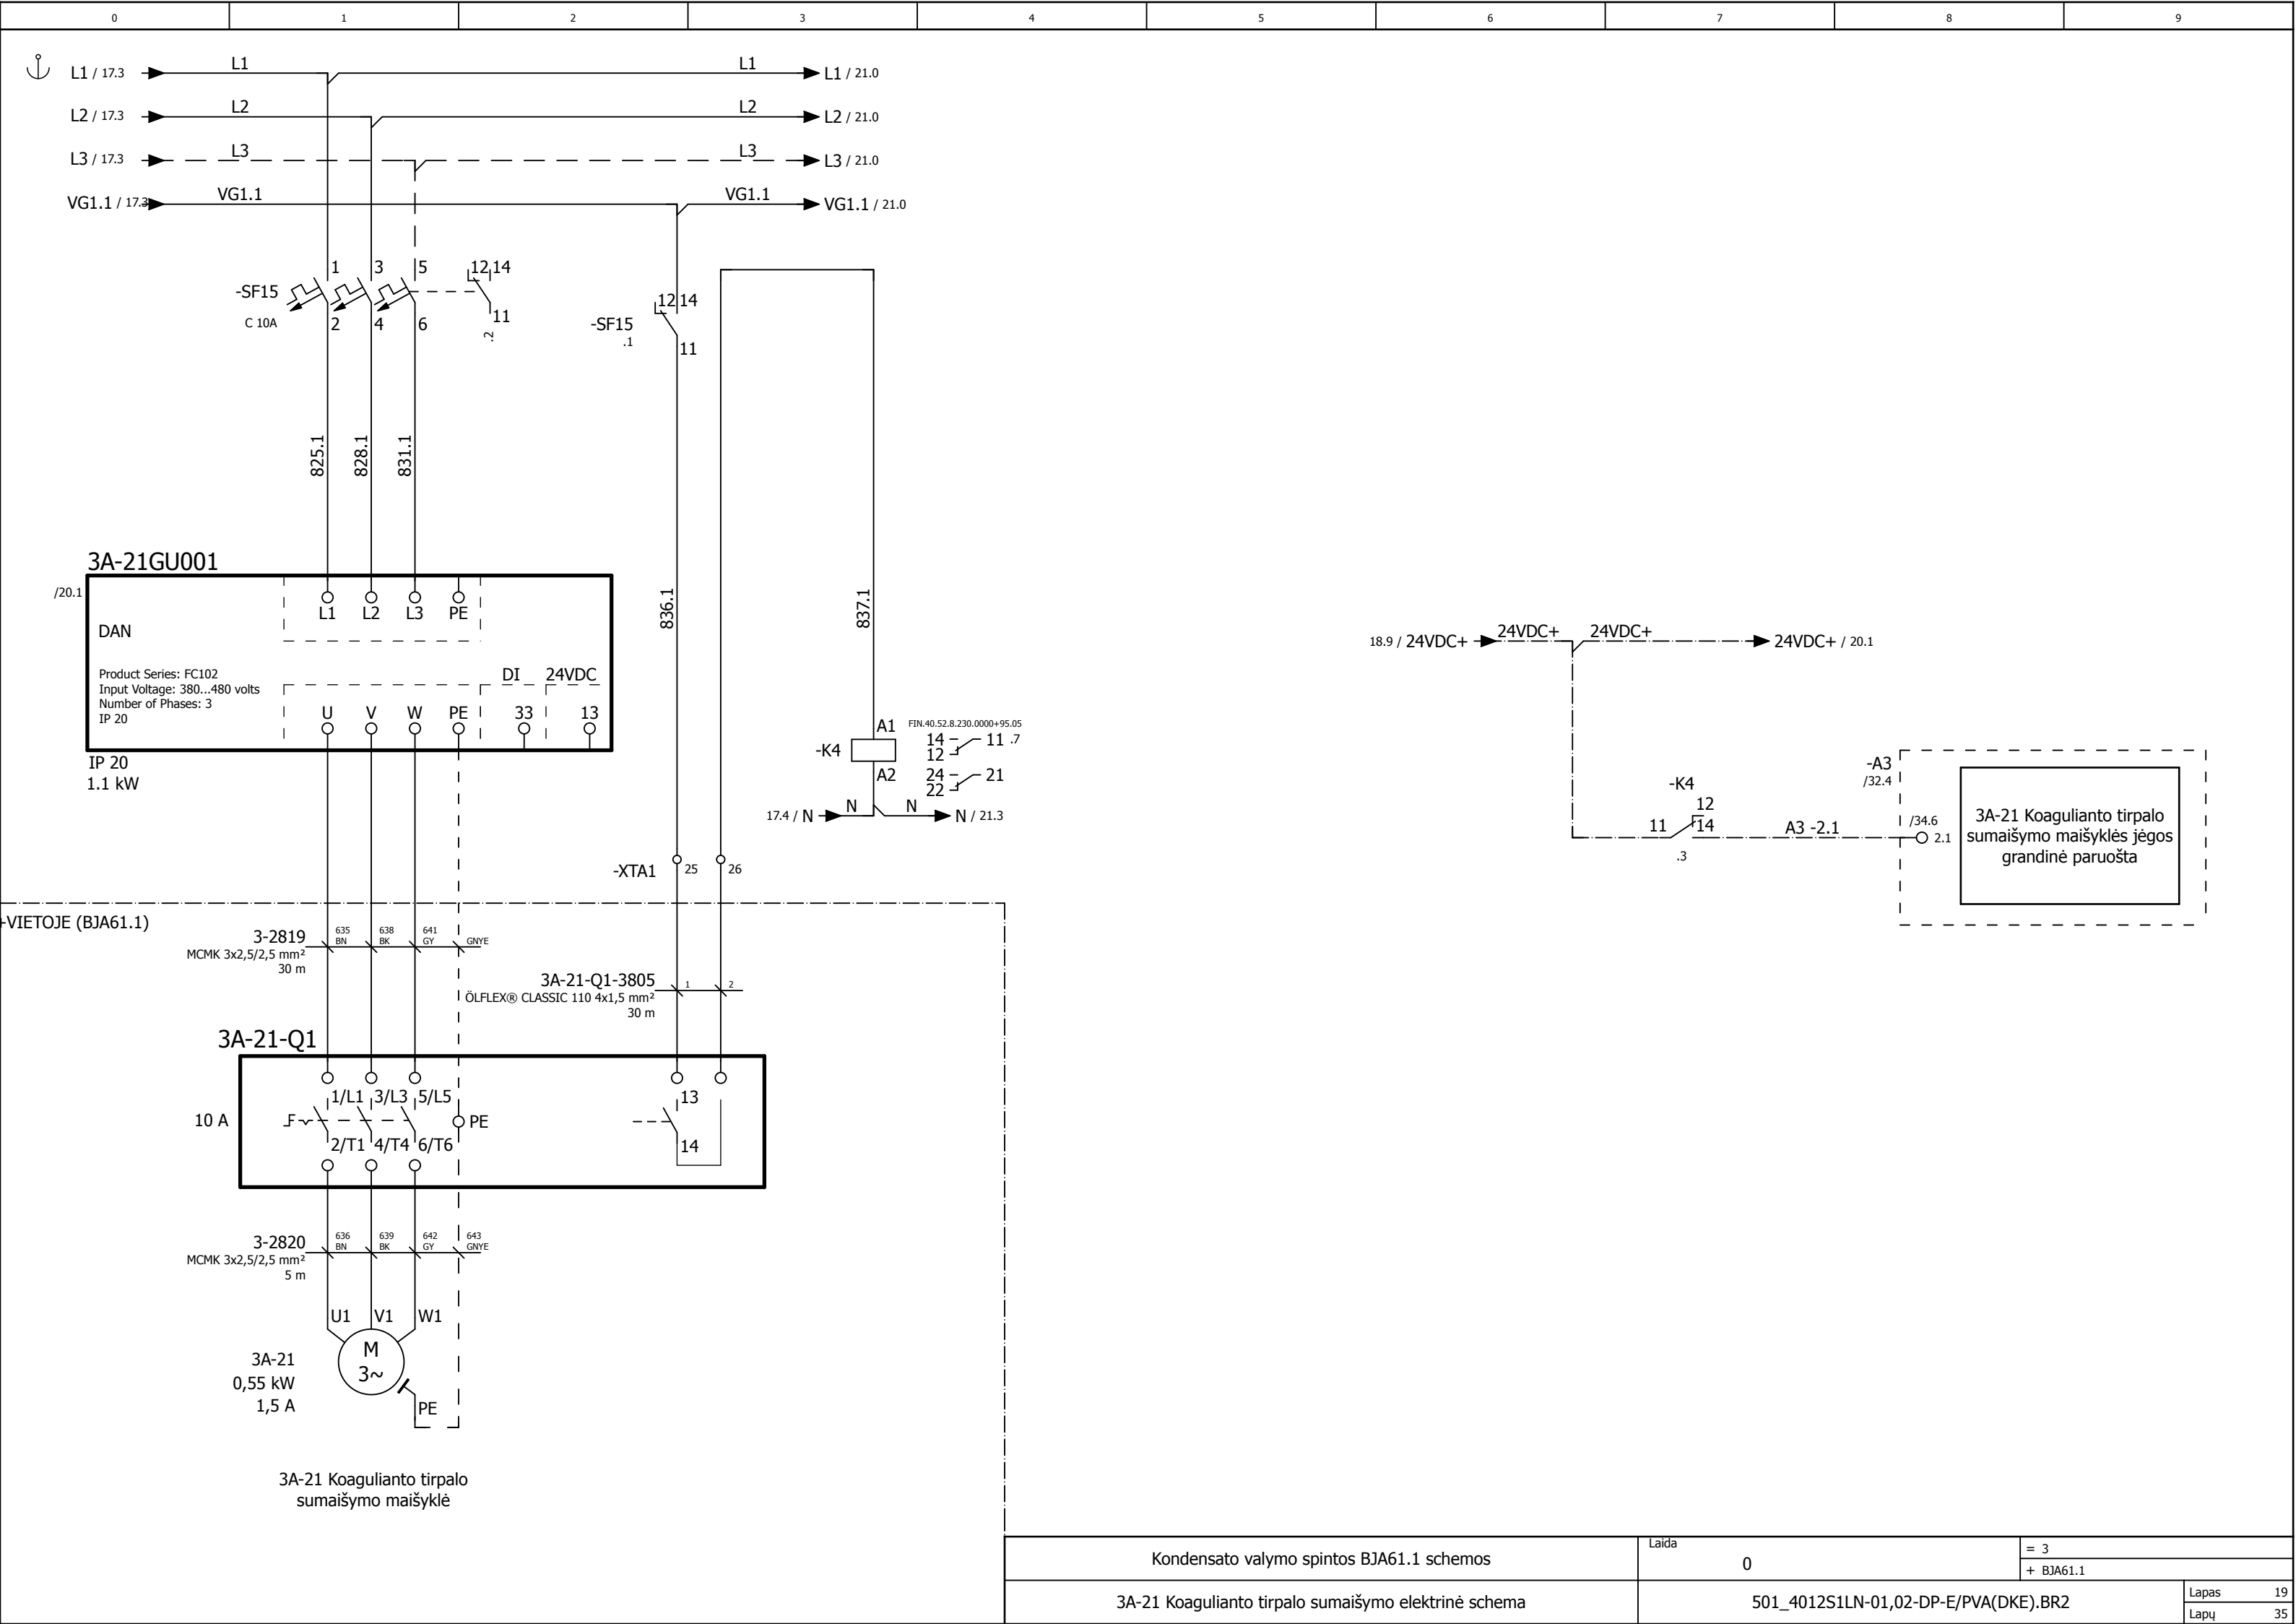 0 1 2 3 4 5 6 7 8 9
L1 / 17.3 L1 L1 L1 / 21.0
L2 / 17.3 L2 L2 L2 / 21.0
L3 / 17.3 L3 L3 L3 / 21.0
VG1.1 / 17.3 VG1.1 VG1.1 VG1.1 / 21.0
1 3 5 12 14
-SF15
C 10A
2 4 6 11
.2
12 14
-SF15
.1
11
825.1
828.1
831.1
836.1
837.1
3A-21GU001
/20.1
L1 L2 L3 PE
DAN
Product Series: FC102
Input Voltage: 380...480 volts
Number of Phases: 3
IP 20
DI 24VDC
U V W PE 33 13
IP 20
1.1 kW
A1
-K4
A2
FIN.40.52.8.230.0000+95.05
14 11 .7
12
24 21
22
17.4 / N N N N / 21.3
-XTA1 25 26
18.9 / 24VDC+ 24VDC+ 24VDC+ 24VDC+ / 20.1
-K4
12
11 14
.3
A3 -2.1
-A3
/32.4
/34.6
2.1
3A-21 Koagulianto tirpalo
sumaišymo maišyklės jėgos
grandinė paruošta
+VIETOJE (BJA61.1)
3-2819
MCMK 3x2,5/2,5 mm²
30 m
635 638 641
BN BK GY GNYE
3A-21-Q1-3805
ÖLFLEX® CLASSIC 110 4x1,5 mm²
30 m
1 2
3A-21-Q1
10 A
1/L1 3/L3 5/L5
PE
2/T1 4/T4 6/T6
13
14
3-2820
MCMK 3x2,5/2,5 mm²
5 m
636 639 642 643
BN BK GY GNYE
U1 V1 W1
M
3~
3A-21
0,55 kW
1,5 A
PE
3A-21 Koagulianto tirpalo
sumaišymo maišyklė
Kondensato valymo spintos BJA61.1 schemos
Laida
0
= 3
+ BJA61.1
3A-21 Koagulianto tirpalo sumaišymo elektrinė schema
501_4012S1LN-01,02-DP-E/PVA(DKE).BR2
Lapas 19
Lapų 35